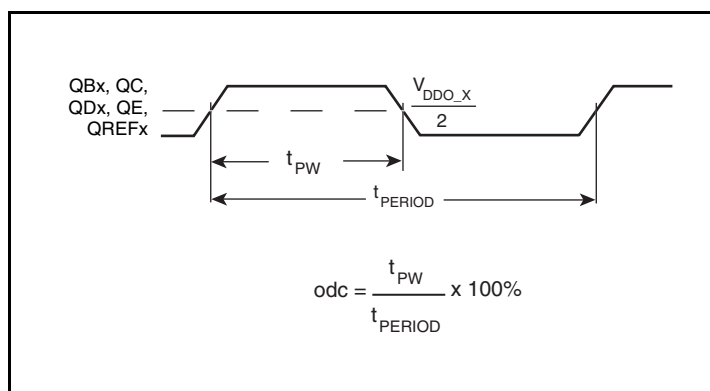 QBx, QC,
QDx, QE,
QREFx
V_DDO_X
2
t_PW
t_PERIOD
odc = t_PW / t_PERIOD x 100%